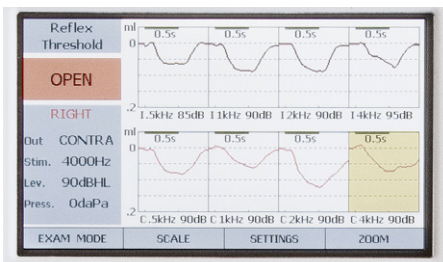 Reflex
Threshold
OPEN
RIGHT
Out CONTRA
Stim. 4000Hz
Lev. 90dBHL
Press. 0daPa
ml 0.5s 0.5s 0.5s 0.5s
0
.2
I.5kHz 85dB I 1kHz 90dB I 2kHz 90dB I 4kHz 95dB
ml 0.5s 0.5s 0.5s 0.5s
0
.2
C.5kHz 90dB C 1kHz 90dB C 2kHz 90dB C 4kHz 90dB
EXAM MODE SCALE SETTINGS ZOOM